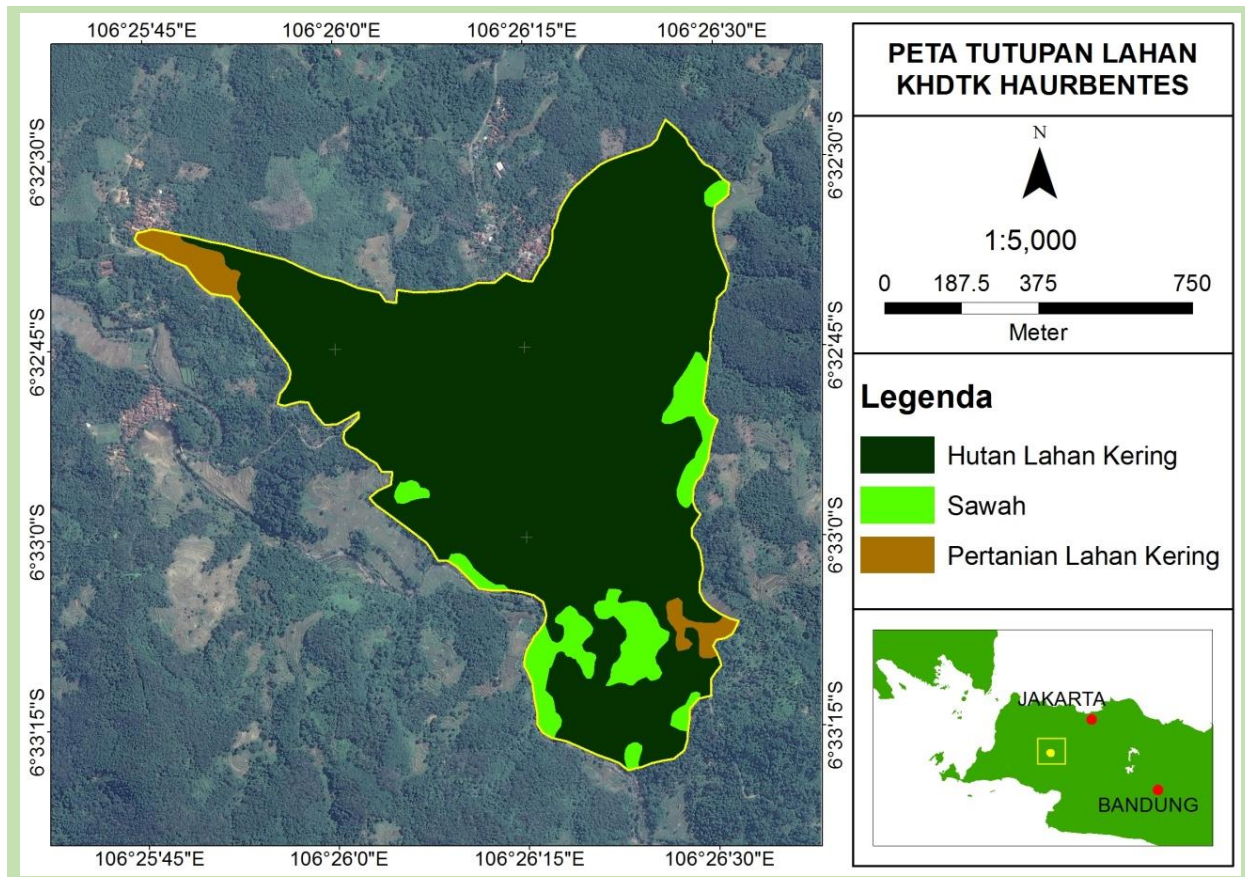 106°25'45"E 106°26'0"E 106°26'15"E 106°26'30"E
6°32'30"S 6°32'30"S
6°32'45"S 6°32'45"S
6°33'0"S 6°33'0"S
6°33'15"S 6°33'15"S
106°25'45"E 106°26'0"E 106°26'15"E 106°26'30"E
PETA TUTUPAN LAHAN
KHDTK HAURBENTES
N
1:5,000
0 187.5 375 750
Meter
Legenda
Hutan Lahan Kering
Sawah
Pertanian Lahan Kering
JAKARTA
BANDUNG